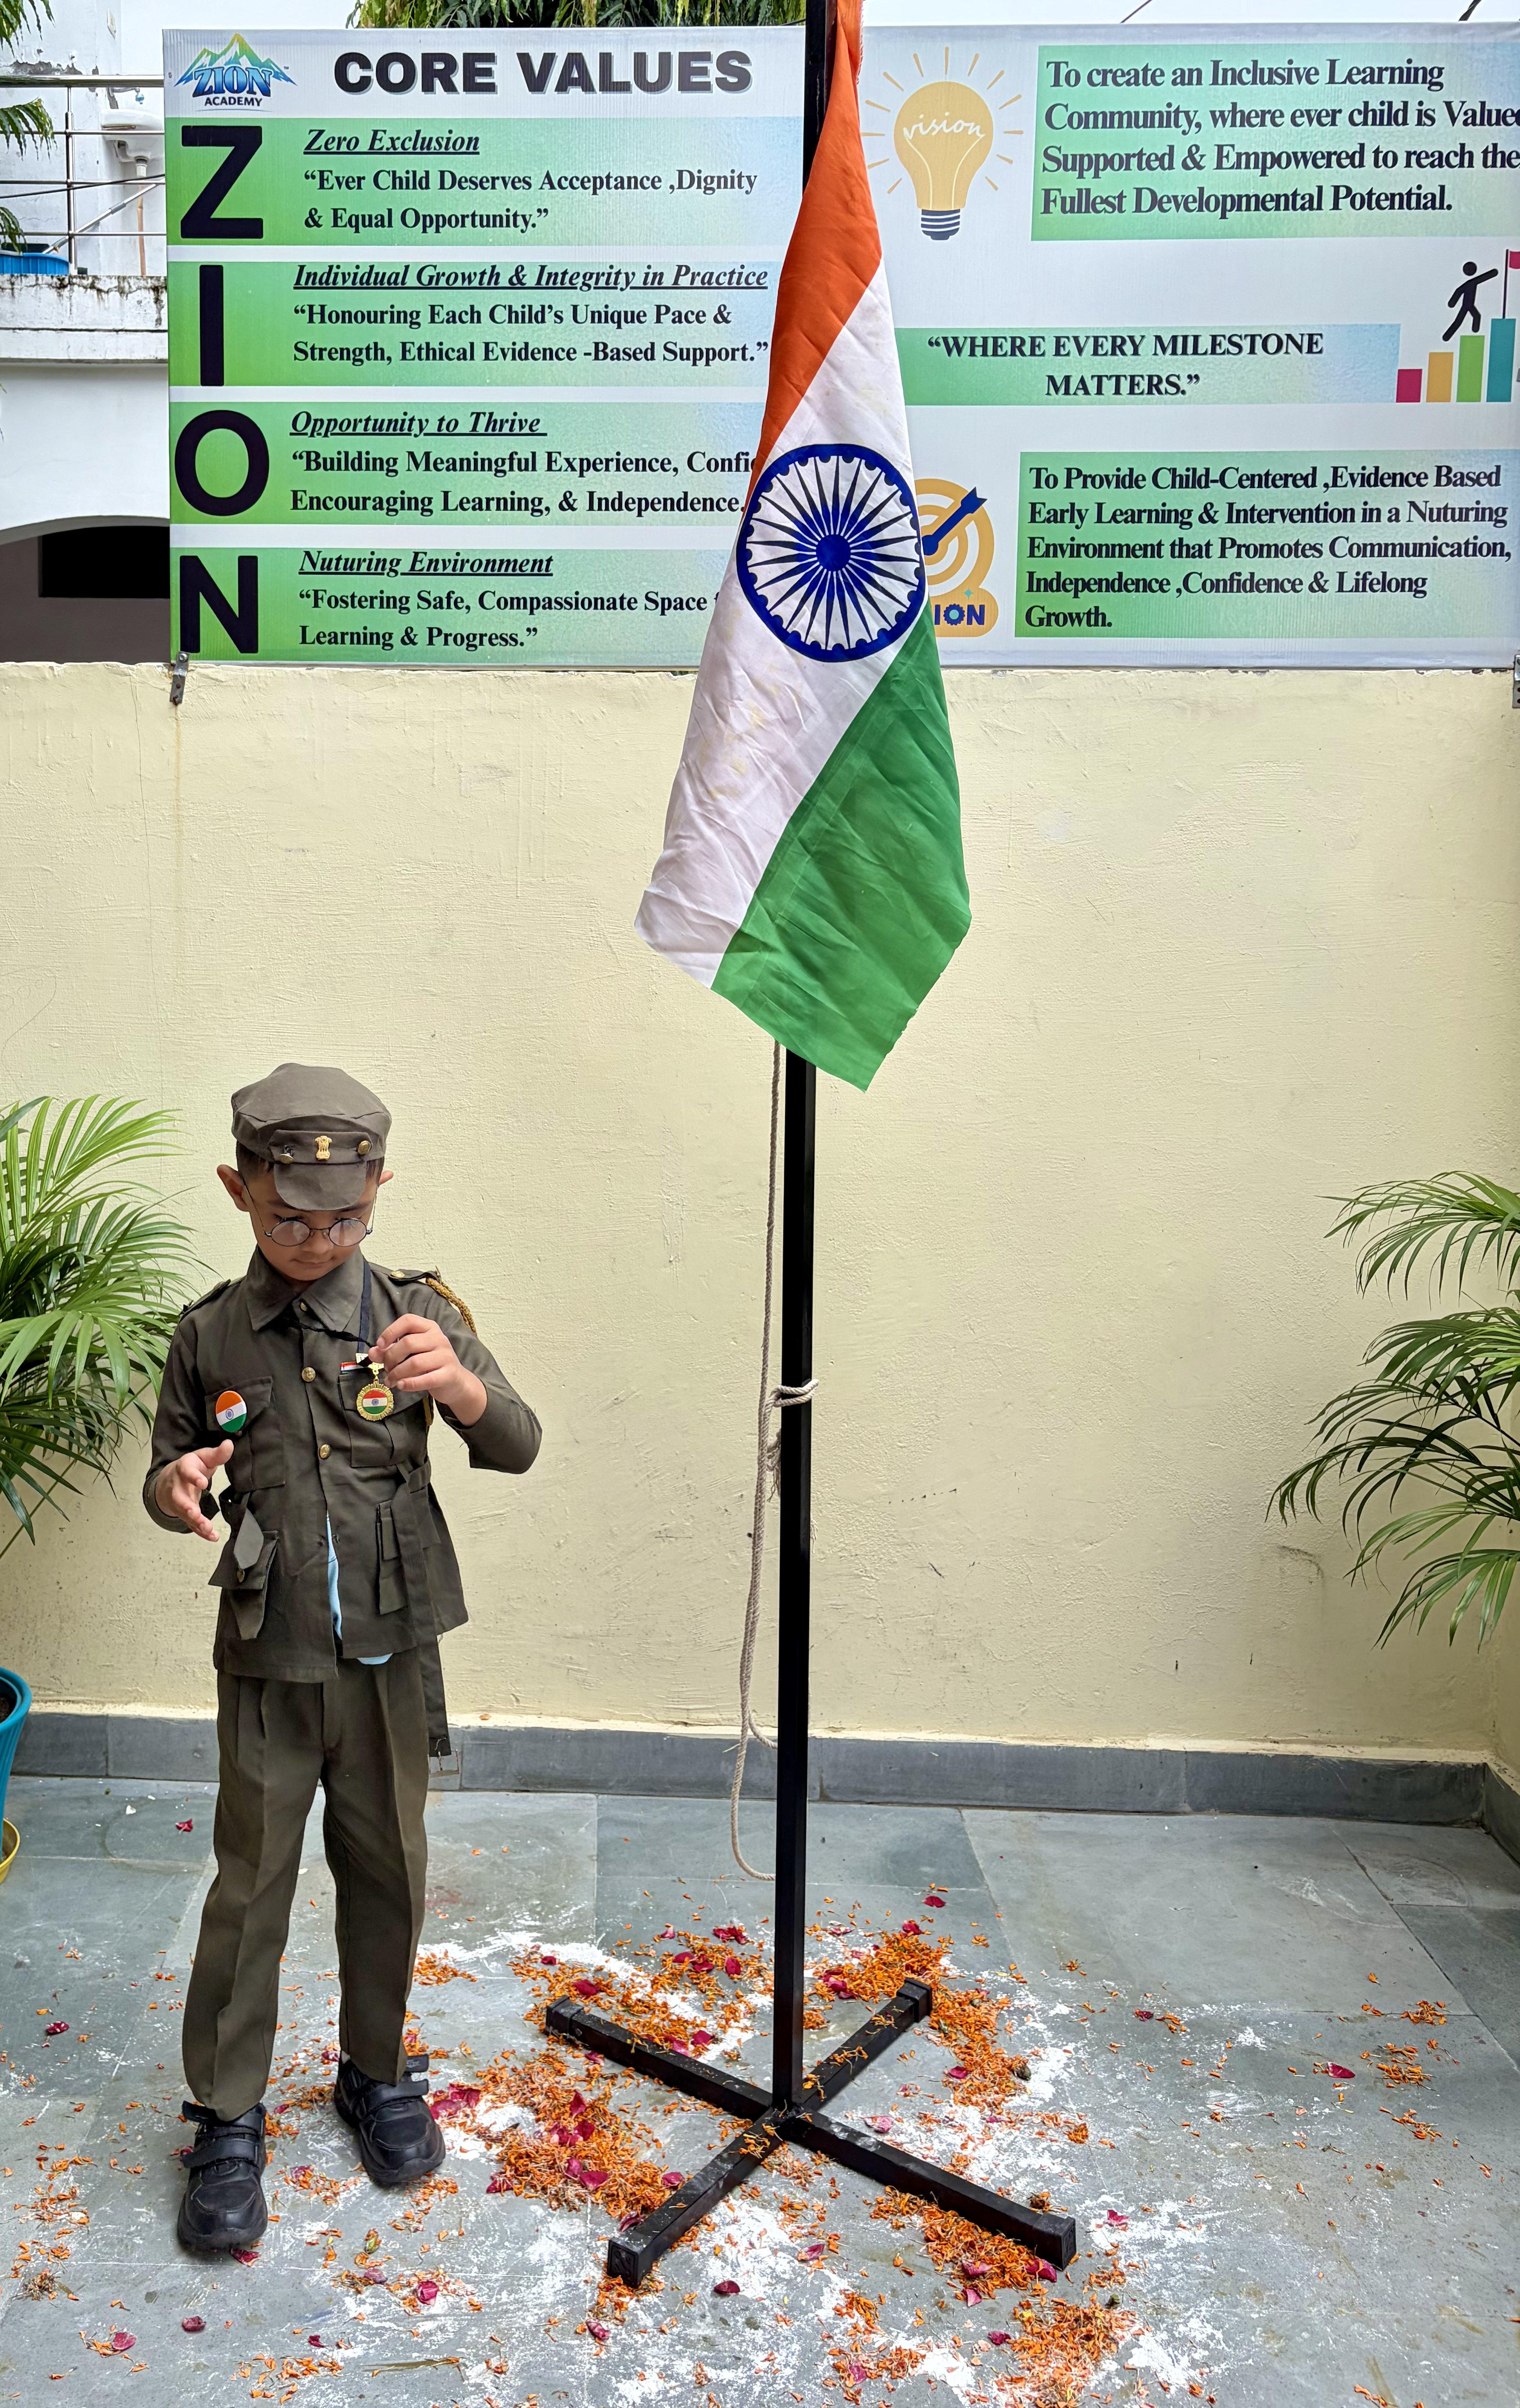 ZION
ACADEMY
CORE VALUES
Z
Zero Exclusion
“Ever Child Deserves Acceptance ,Dignity
& Equal Opportunity.”
I
Individual Growth & Integrity in Practice
“Honouring Each Child’s Unique Pace &
Strength, Ethical Evidence -Based Support.”
O
Opportunity to Thrive
“Building Meaningful Experience,
Encouraging Learning, & Independence.
N
Nuturing Environment
“Fostering Safe, Compassionate Space
Learning & Progress.”
vision
To create an Inclusive Learning
Community, where ever child is
Supported & Empowered to reach the
Fullest Developmental Potential.
“WHERE EVERY MILESTONE
MATTERS.”
To Provide Child-Centered ,Evidence Based
Early Learning & Intervention in a Nuturing
Environment that Promotes Communication,
Independence ,Confidence & Lifelong
Growth.